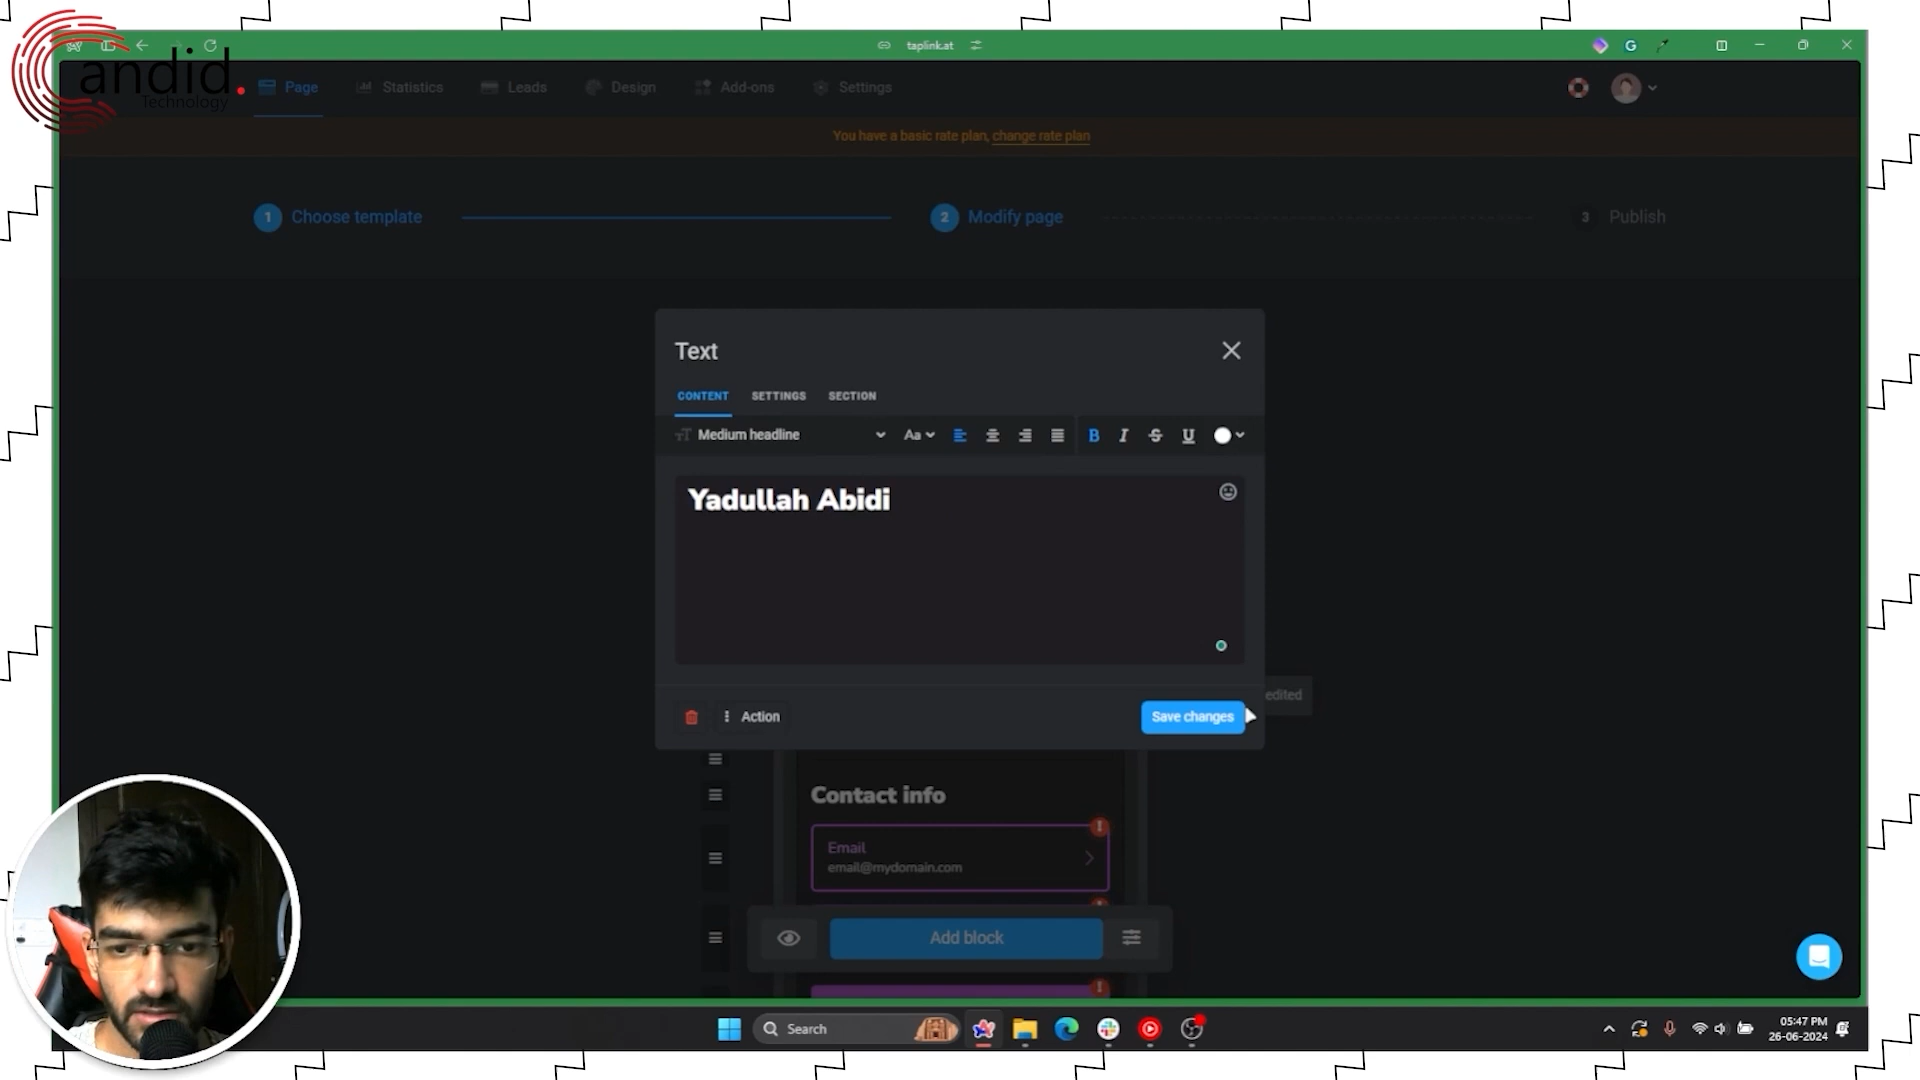 taplink.at
G
Candid.
Technology
Page
Statistics
Leads
Design
Add-ons
Settings
You have a basic rate plan, change rate plan
1 Choose template
2 Modify page
3 Publish
Text
CONTENT
SETTINGS
SECTION
Medium headline
Aa
B
I
S
U
Yadullah Abidi
Action
Save changes
edited
Contact info
Email
email@mydomain.com
Add block
Search
05:47 PM
26-06-2024